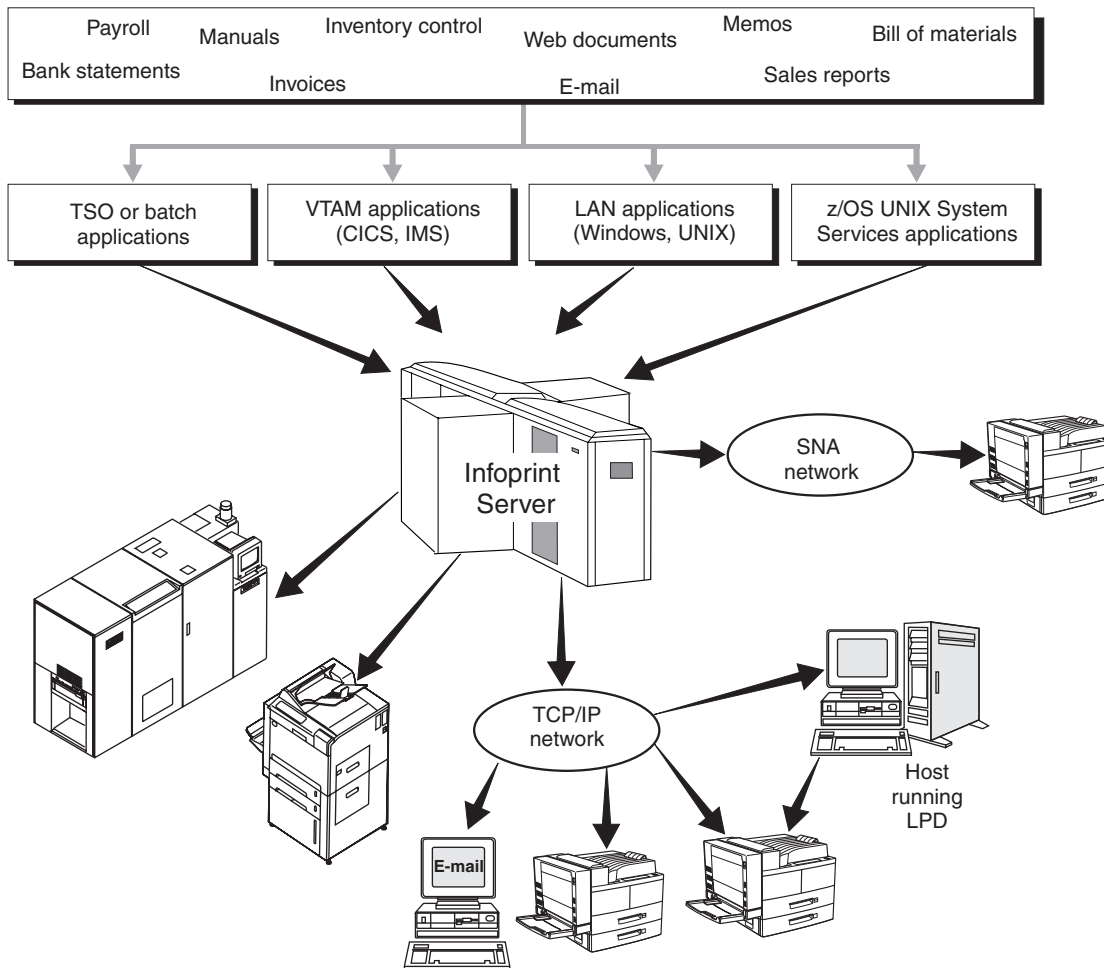 Payroll
Manuals
Inventory control
Web documents
Memos
Bill of materials
Bank statements
Invoices
E-mail
Sales reports
TSO or batch
applications
VTAM applications
(CICS, IMS)
LAN applications
(Windows, UNIX)
z/OS UNIX System
Services applications
Infoprint
Server
SNA
network
TCP/IP
network
Host
running
LPD
E-mail